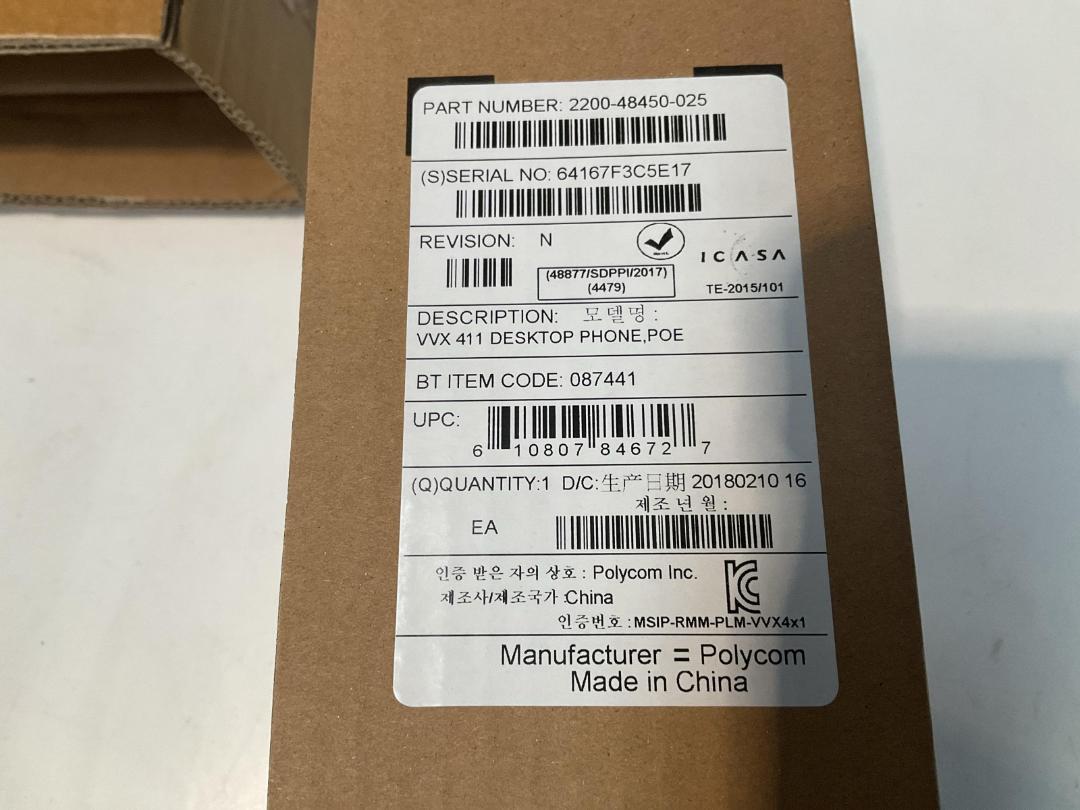 PART NUMBER: 2200-48450-025
(S)SERIAL NO: 64167F3C5E17
REVISION: N
ICASA
(48877/SDPPI/2017)
(4479)
TE-2015/101
DESCRIPTION: 모델명 :
VVX 411 DESKTOP PHONE,POE
BT ITEM CODE: 087441
UPC:
6 10807 84672 7
(Q)QUANTITY:1 D/C:生产日期 20180210 16
제조 년 월 :
EA
인증 받은 자의 상호 : Polycom Inc.
제조사/제조국가 :China
인증번호 : MSIP-RMM-PLM-VVX4x1
Manufacturer = Polycom
Made in China